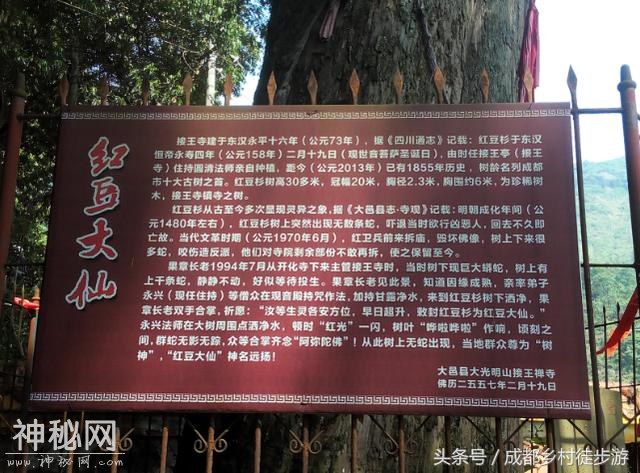 红豆大仙
接王寺建于东汉永平十六年（公元73年），据《四川通志》记载：红豆杉于东汉
恒帝永寿四年（公元158年）二月十九日（观世音菩萨圣诞日），由时任接王亭（接王
寺）住持圆清法师亲自种植，距今（公元2013年）已有1855年历史，树龄名列成都
市十大古树之首。红豆杉树高30多米，冠幅20米，胸径2.3米，胸围约6米，为珍稀树
木，接王寺镇寺之树。
红豆杉从古至今多次显现灵异之象，据《大邑县志·寺观》记载：明朝成化年间（公
元1480年左右），红豆杉树上突然出现无数条蛇，吓退当时欲行凶恶人，回去不久即
亡故。当代文革时期（公元1970年6月），红卫兵前来拆庙，毁坏佛像，树上下来很
多蛇，咬伤造反派，他们对寺院剩余部份不敢再拆，使之保留至今。
果章长老1994年7月从开化寺下来主管接王寺时，当时树下现巨大蟒蛇，树上有
上千条蛇，静静不动，好似等待投生。果章长老见此景，知道因缘成熟，亲率弟子
永兴（现任住持）等僧众在观音殿持咒作法，加持甘露净水，来到红豆杉树下洒净，果
章长老双手合掌，祈愿：“汝等生灵各安方位，早日超升，敕封红豆杉为红豆大仙。”
永兴法师在大树周围点洒净水，顿时“红光”一闪，树叶“哗啦哗啦”作响，顷刻之
间，群蛇无影无踪，众等合掌齐念“阿弥陀佛”！从此树上无蛇出现，当地群众尊为“树
神”，“红豆大仙”神名远扬！
大邑县大光明山接王禅寺
佛历二五五七年二月十九日
神秘网
WWW.神秘网.COM
头条号／成都乡村徒步游